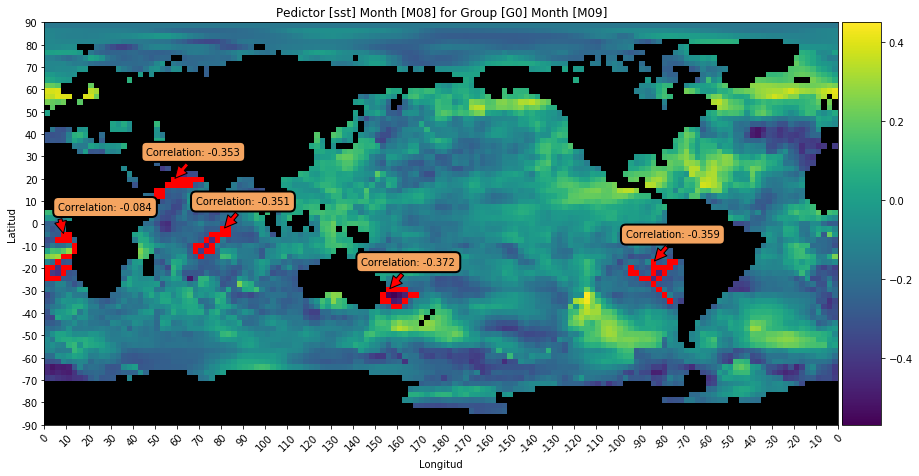 Pedictor [sst] Month [M08] for Group [G0] Month [M09]
90
80
70
60
50
40
30
20
10
0
-10
-20
-30
-40
-50
-60
-70
-80
-90
Latitud
Correlation: -0.353
Correlation: -0.351
Correlation: -0.084
Correlation: -0.359
Correlation: -0.372
0.4
0.2
0.0
−0.2
−0.4
0 10 20 30 40 50 60 70 80 90 100 110 120 130 140 150 160 170 -180 -170 -160 -150 -140 -130 -120 -110 -100 -90 -80 -70 -60 -50 -40 -30 -20 -10 0
Longitud